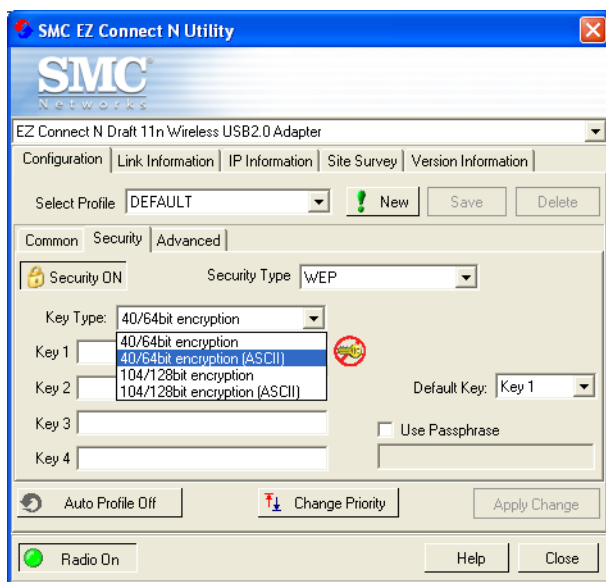 SMC EZ Connect N Utility
SMC
Networks
EZ Connect N Draft 11n Wireless USB2.0 Adapter
Configuration Link Information IP Information Site Survey Version Information
Select Profile DEFAULT New Save Delete
Common Security Advanced
Security ON Security Type WEP
Key Type: 40/64bit encryption
40/64bit encryption
Key 1 40/64bit encryption (ASCII)
104/128bit encryption
Key 2 104/128bit encryption (ASCII) Default Key: Key 1
Key 3 Use Passphrase
Key 4
Auto Profile Off Change Priority Apply Change
Radio On Help Close